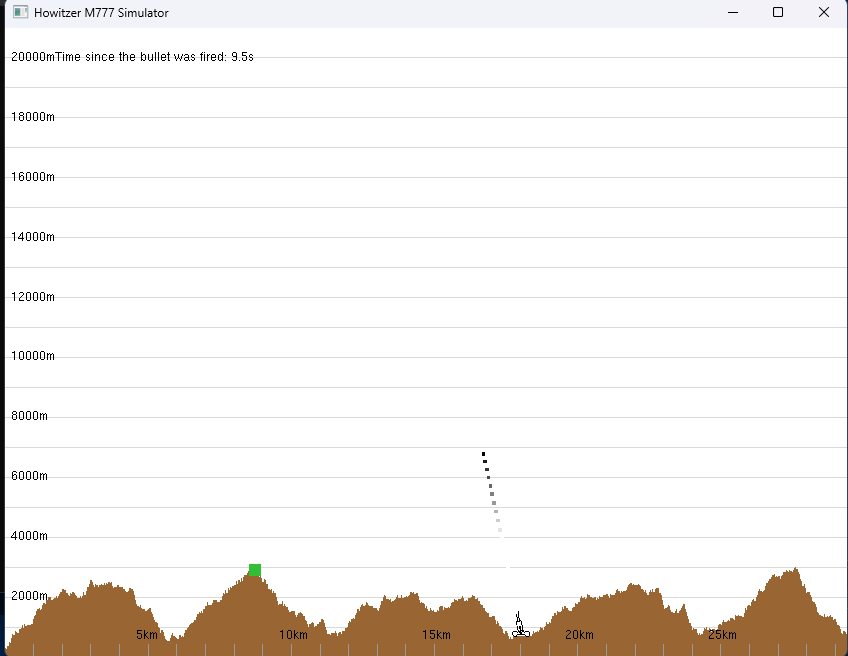 Howitzer M777 Simulator
20000mTime since the bullet was fired: 9.5s
18000m
16000m
14000m
12000m
10000m
8000m
6000m
4000m
2000m
5km 10km 15km 20km 25km